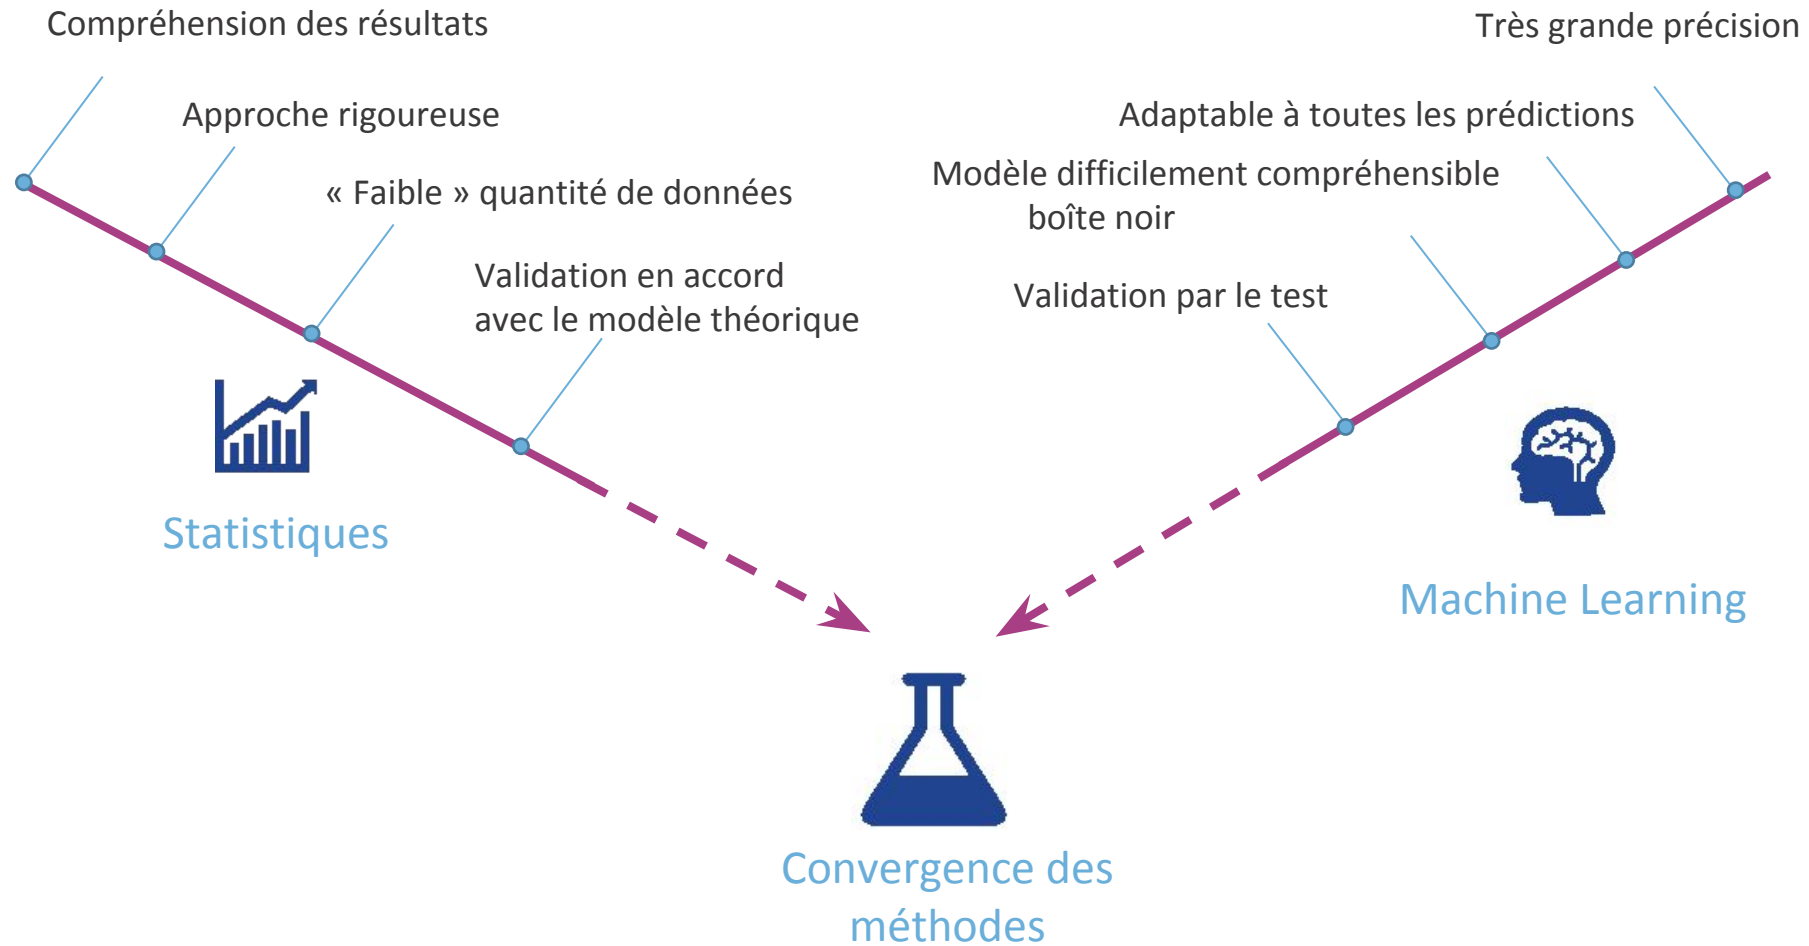 Compréhension des résultats
Approche rigoureuse
« Faible » quantité de données
Validation en accord
avec le modèle théorique
Statistiques
Très grande précision
Adaptable à toutes les prédictions
Modèle difficilement compréhensible
boîte noir
Validation par le test
Machine Learning
Convergence des
méthodes